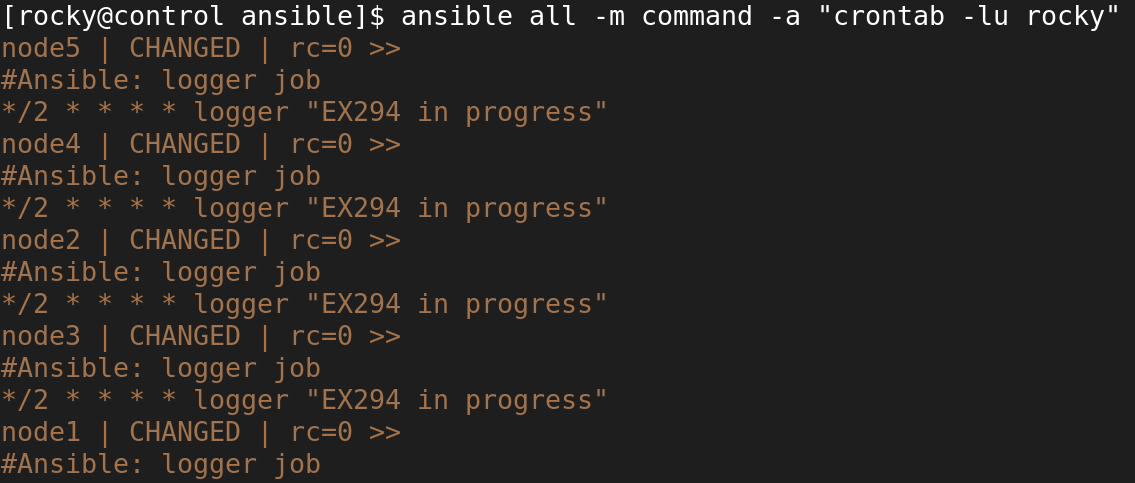 [rocky@control ansible]$ ansible all -m command -a "crontab -lu rocky"
node5 | CHANGED | rc=0 >>
#Ansible: logger job
*/2 * * * * logger "EX294 in progress"
node4 | CHANGED | rc=0 >>
#Ansible: logger job
*/2 * * * * logger "EX294 in progress"
node2 | CHANGED | rc=0 >>
#Ansible: logger job
*/2 * * * * logger "EX294 in progress"
node3 | CHANGED | rc=0 >>
#Ansible: logger job
*/2 * * * * logger "EX294 in progress"
node1 | CHANGED | rc=0 >>
#Ansible: logger job